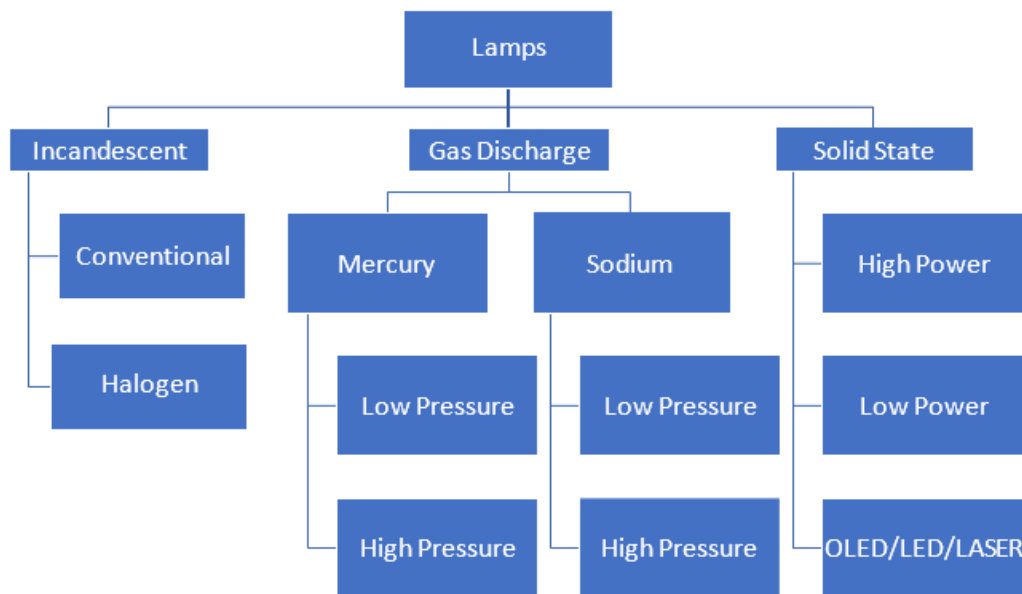 Lamps
Incandescent
Gas Discharge
Solid State
Conventional
Mercury
Sodium
High Power
Halogen
Low Pressure
Low Pressure
Low Power
High Pressure
High Pressure
OLED/LED/LASER